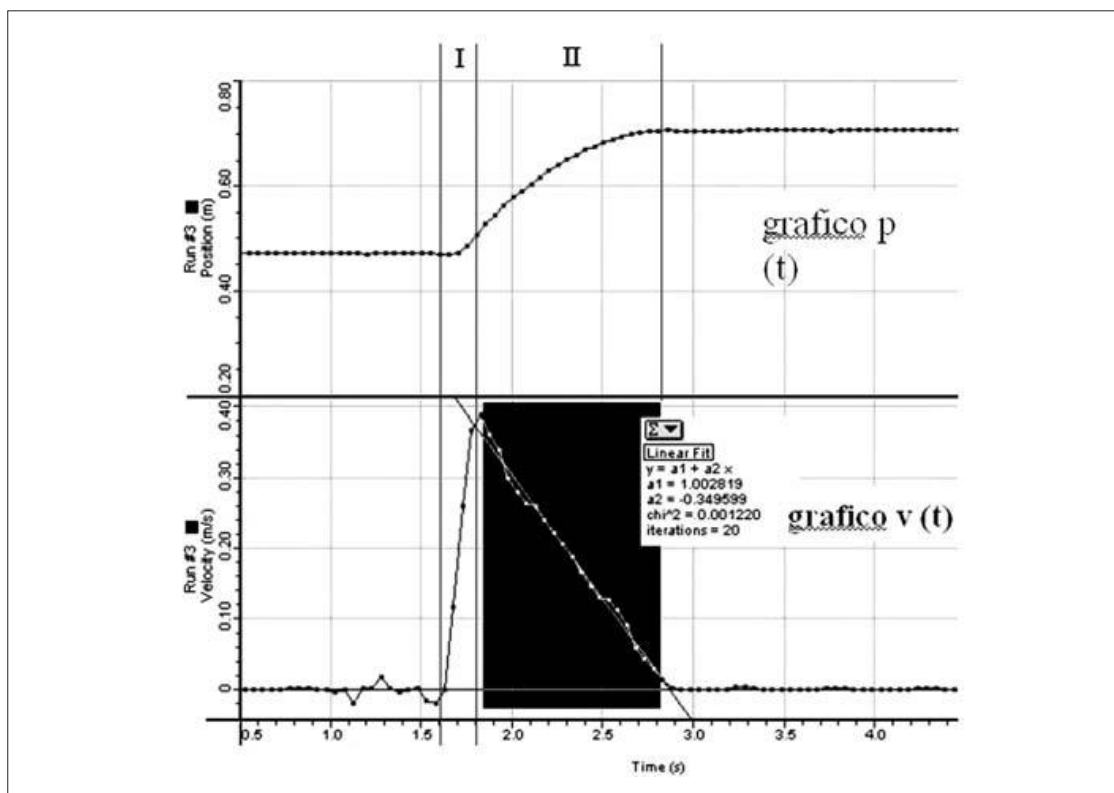 I II
0.80
0.60
0.40
0.20
Run #3
Position (m)
grafico p
(t)
0.40
0.30
0.20
0.10
0
Run #3
Velocity (m/s)
Σ
Linear Fit
y = a1 + a2 x
a1 = 1.002819
a2 = -0.349599
chi^2 = 0.001220
iterations = 20
grafico v (t)
0.5 1.0 1.5 2.0 2.5 3.0 3.5 4.0
Time (s)